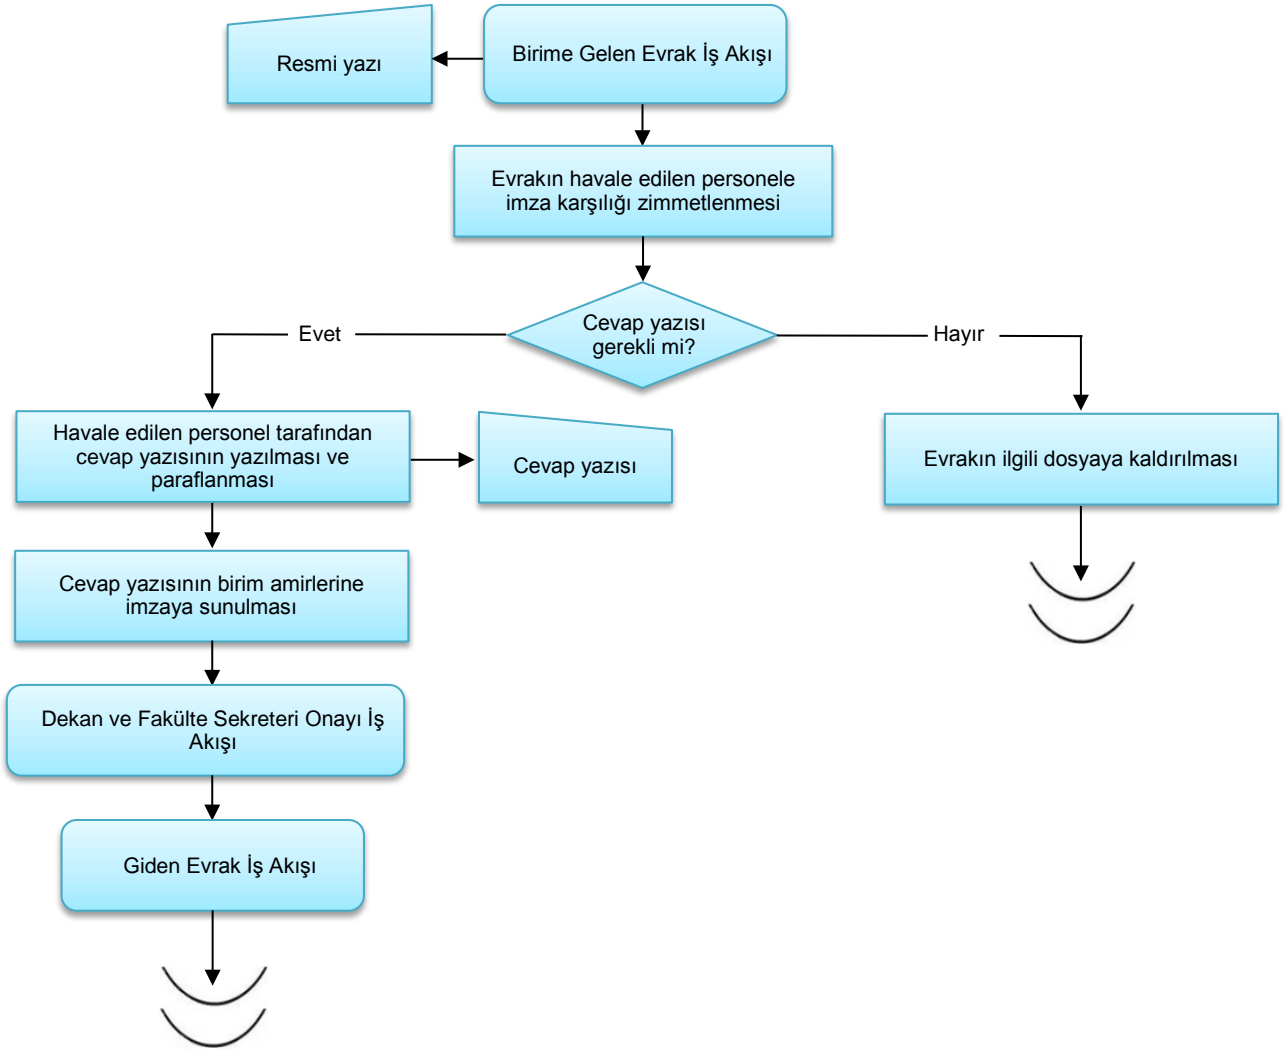 Resmi yazı
Birime Gelen Evrak İş Akışı
Evrakın havale edilen personele
imza karşılığı zimmetlenmesi
Cevap yazısı
gerekli mi?
Evet
Hayır
Havale edilen personel tarafından
cevap yazısının yazılması ve
paraflanması
Cevap yazısı
Evrakın ilgili dosyaya kaldırılması
Cevap yazısının birim amirlerine
imzaya sunulması
Dekan ve Fakülte Sekreteri Onayı İş
Akışı
Giden Evrak İş Akışı